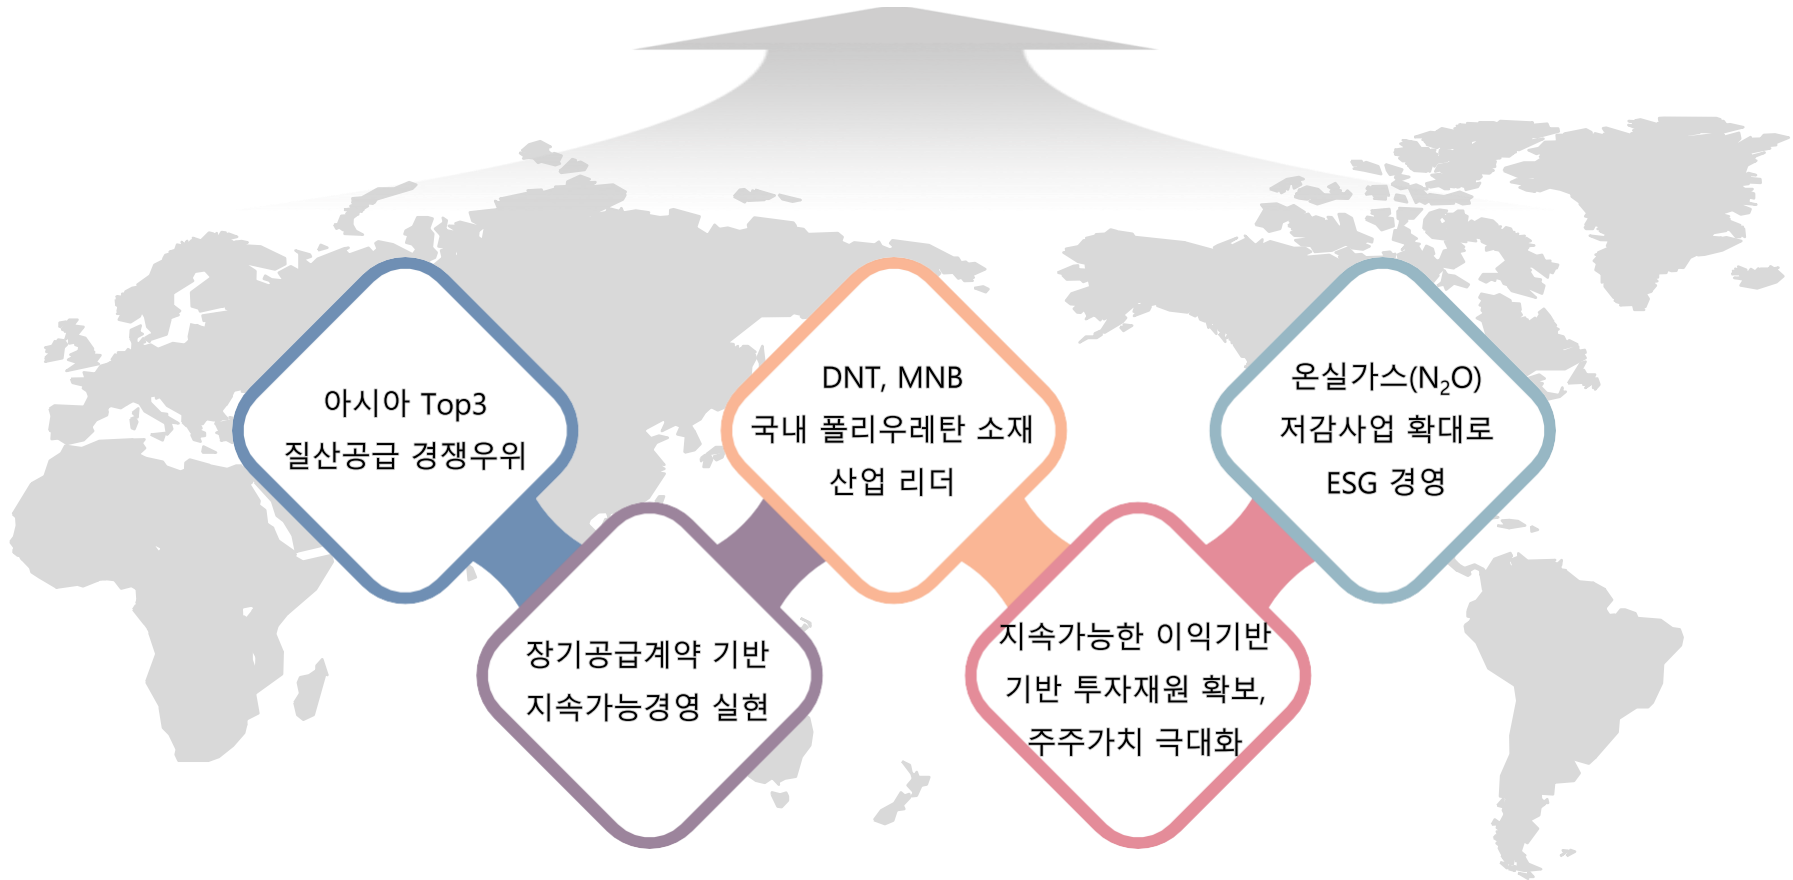 아시아 Top3
질산공급 경쟁우위
장기공급계약 기반
지속가능경영 실현
DNT, MNB
국내 폴리우레탄 소재
산업 리더
지속가능한 이익기반
기반 투자재원 확보,
주주가치 극대화
온실가스(N₂O)
저감사업 확대로
ESG 경영